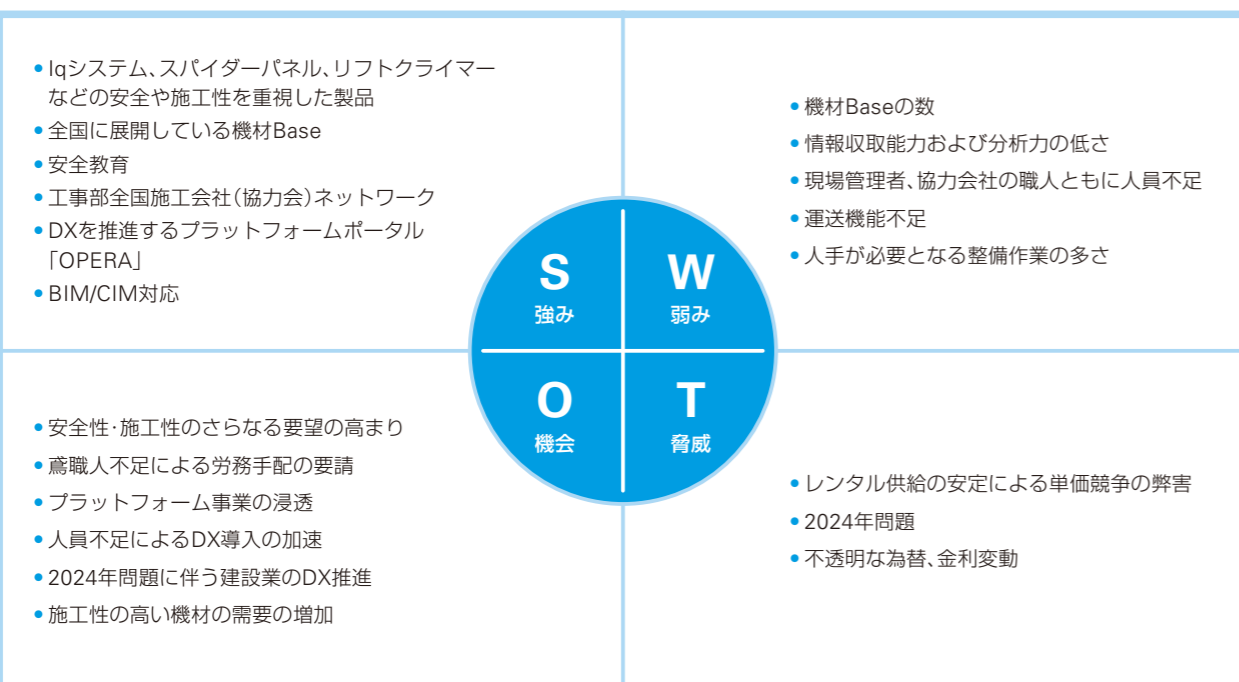 •Iqシステム、スパイダーパネル、リフトクライマー
などの安全や施工性を重視した製品
•全国に展開している機材Base
•安全教育
•工事部全国施工会社（協力会）ネットワーク
•DXを推進するプラットフォームポータル
「OPERA」
•BIM/CIM対応
•機材Baseの数
•情報収取能力および分析力の低さ
•現場管理者、協力会社の職人ともに人員不足
•運送機能不足
•人手が必要となる整備作業の多さ
S
強み
W
弱み
O
機会
T
脅威
•安全性・施工性のさらなる要望の高まり
•鳶職人不足による労務手配の要請
•プラットフォーム事業の浸透
•人員不足によるDX導入の加速
•2024年問題に伴う建設業のDX推進
•施工性の高い機材の需要の増加
•レンタル供給の安定による単価競争の弊害
•2024年問題
•不透明な為替、金利変動